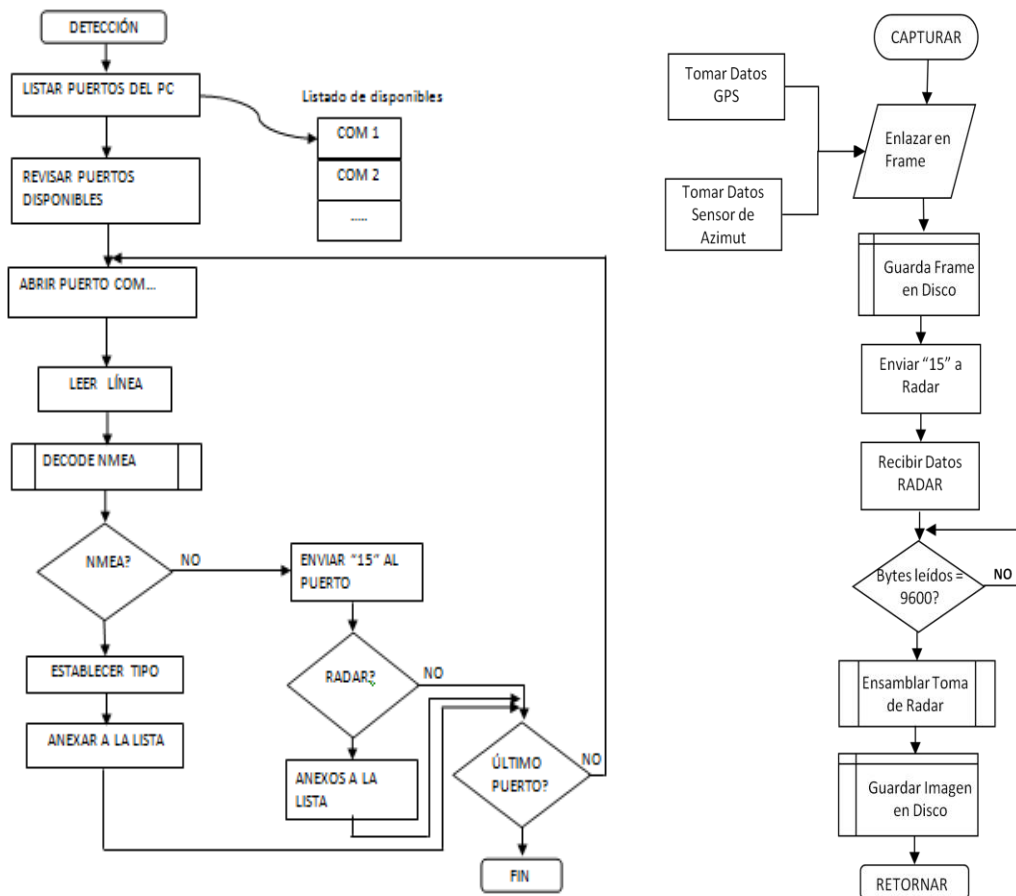 DETECCIÓN
LISTAR PUERTOS DEL PC
Listado de disponibles
COM 1
COM 2
.....
REVISAR PUERTOS
DISPONIBLES
ABRIR PUERTO COM...
LEER LÍNEA
DECODE NMEA
NMEA?
NO
ENVIAR “15” AL
PUERTO
ESTABLECER TIPO
ANEXAR A LA LISTA
RADAR?
NO
ANEXOS A LA
LISTA
ÚLTIMO
PUERTO?
NO
FIN
CAPTURAR
Tomar Datos
GPS
Tomar Datos
Sensor de
Azimut
Enlazar en
Frame
Guarda Frame
en Disco
Enviar “15” a
Radar
Recibir Datos
RADAR
Bytes leídos =
9600?
NO
Ensamblar Toma
de Radar
Guardar Imagen
en Disco
RETORNAR